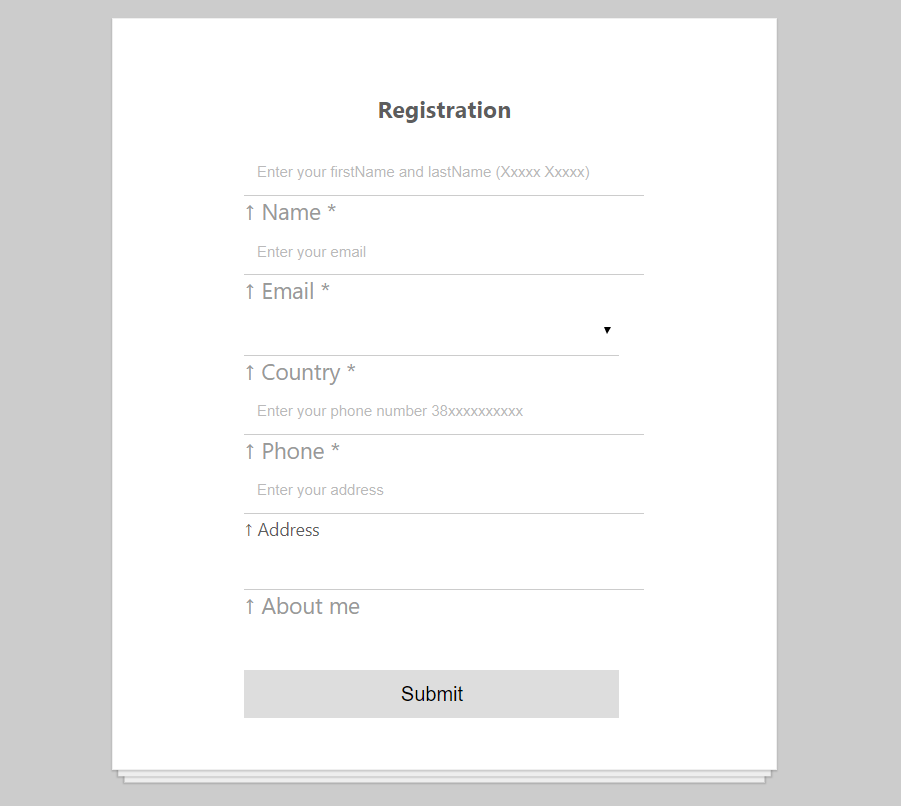 Registration
Enter your firstName and lastName (Xxxxx Xxxxx)
↑ Name *
Enter your email
↑ Email *
▼
↑ Country *
Enter your phone number 38xxxxxxxxxx
↑ Phone *
Enter your address
↑ Address
↑ About me
Submit